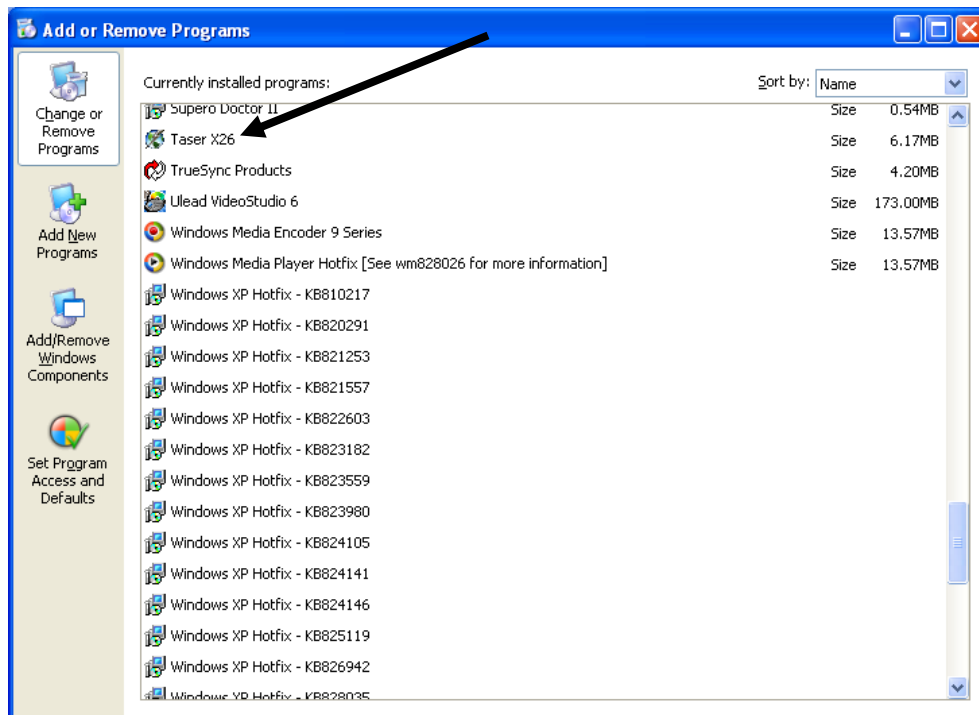 Add or Remove Programs
Change or
Remove
Programs
Add New
Programs
Add/Remove
Windows
Components
Set Program
Access and
Defaults
Currently installed programs:
Sort by: Name
Supero Doctor II Size 0.54MB
Taser X26 Size 6.17MB
TrueSync Products Size 4.20MB
Ulead VideoStudio 6 Size 173.00MB
Windows Media Encoder 9 Series Size 13.57MB
Windows Media Player Hotfix [See wm828026 for more information] Size 13.57MB
Windows XP Hotfix - KB810217
Windows XP Hotfix - KB820291
Windows XP Hotfix - KB821253
Windows XP Hotfix - KB821557
Windows XP Hotfix - KB822603
Windows XP Hotfix - KB823182
Windows XP Hotfix - KB823559
Windows XP Hotfix - KB823980
Windows XP Hotfix - KB824105
Windows XP Hotfix - KB824141
Windows XP Hotfix - KB824146
Windows XP Hotfix - KB825119
Windows XP Hotfix - KB826942
Windows XP Hotfix - KB828035